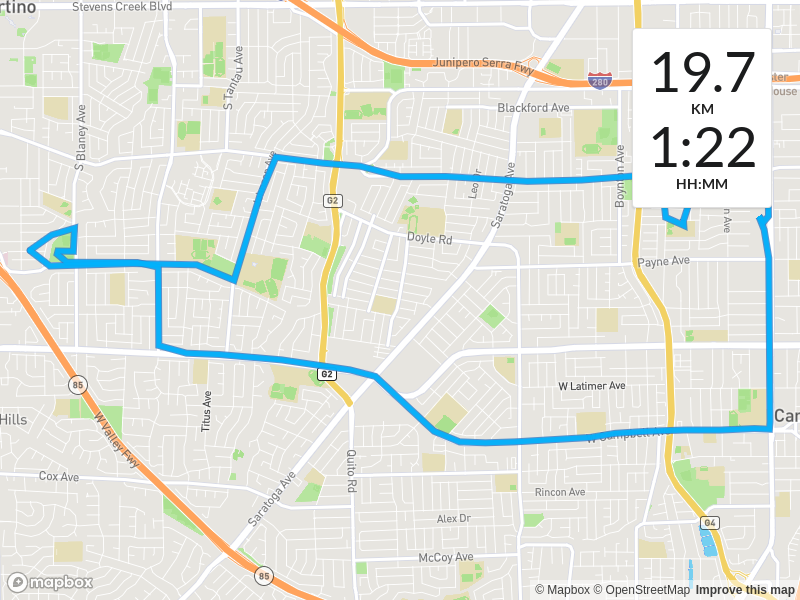 rtino
Stevens Creek Blvd
S Tantau Ave
Junipero Serra Fwy
280
19.7
KM
1:22
HH:MM
Blackford Ave
S Blaney Ave
Saratoga Ave
Leo Dr
Boynton Ave
G2
Doyle Rd
Payne Ave
G2
W Latimer Ave
85
Titus Ave
W Valley Fwy
Hills
W Campbell Ave
Cox Ave
Saratoga Ave
Quito Rd
Rincon Ave
Alex Dr
G4
McCoy Ave
85
mapbox
© Mapbox © OpenStreetMap Improve this map